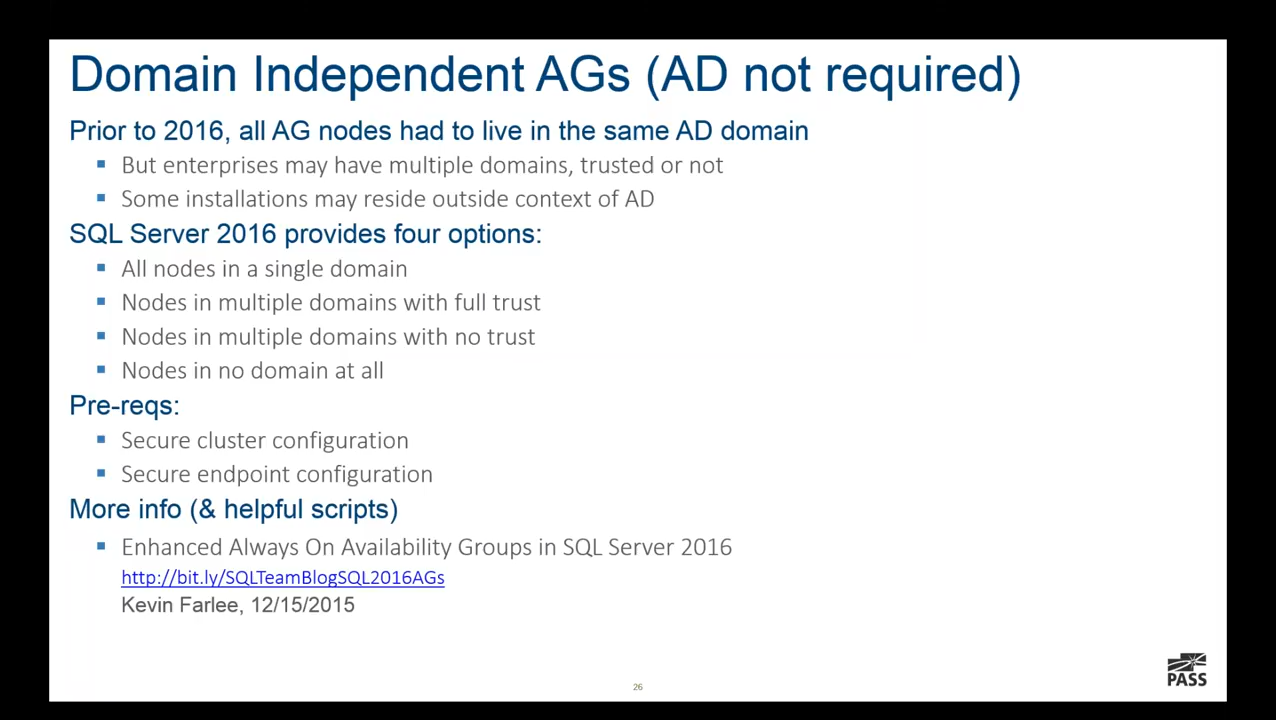 Domain Independent AGs (AD not required)
Prior to 2016, all AG nodes had to live in the same AD domain
But enterprises may have multiple domains, trusted or not
Some installations may reside outside context of AD
SQL Server 2016 provides four options:
All nodes in a single domain
Nodes in multiple domains with full trust
Nodes in multiple domains with no trust
Nodes in no domain at all
Pre-reqs:
Secure cluster configuration
Secure endpoint configuration
More info (& helpful scripts)
Enhanced Always On Availability Groups in SQL Server 2016
http://bit.ly/SQLTeamBlogSQL2016AGs
Kevin Farlee, 12/15/2015
26
PASS